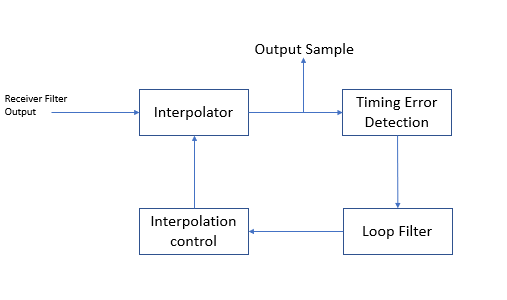 Output Sample
Receiver Filter
Output
Interpolator
Timing Error
Detection
Interpolation
control
Loop Filter